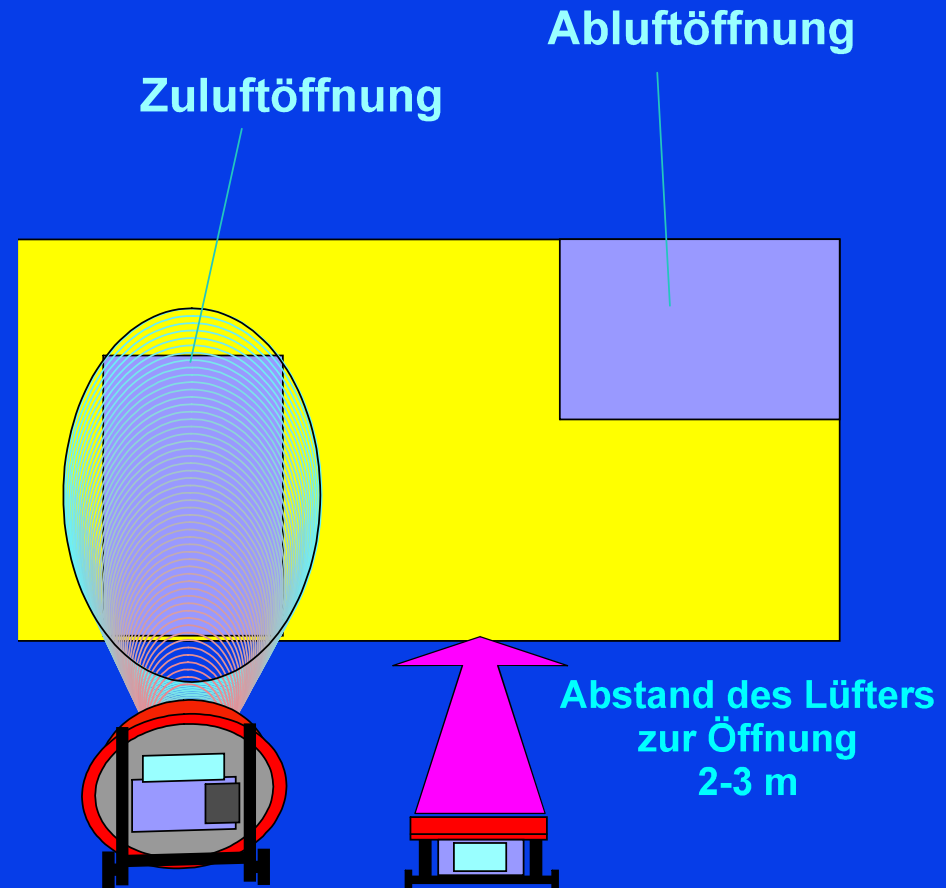 Abluftöffnung
Zuluftöffnung
Abstand des Lüfters
zur Öffnung
2-3 m